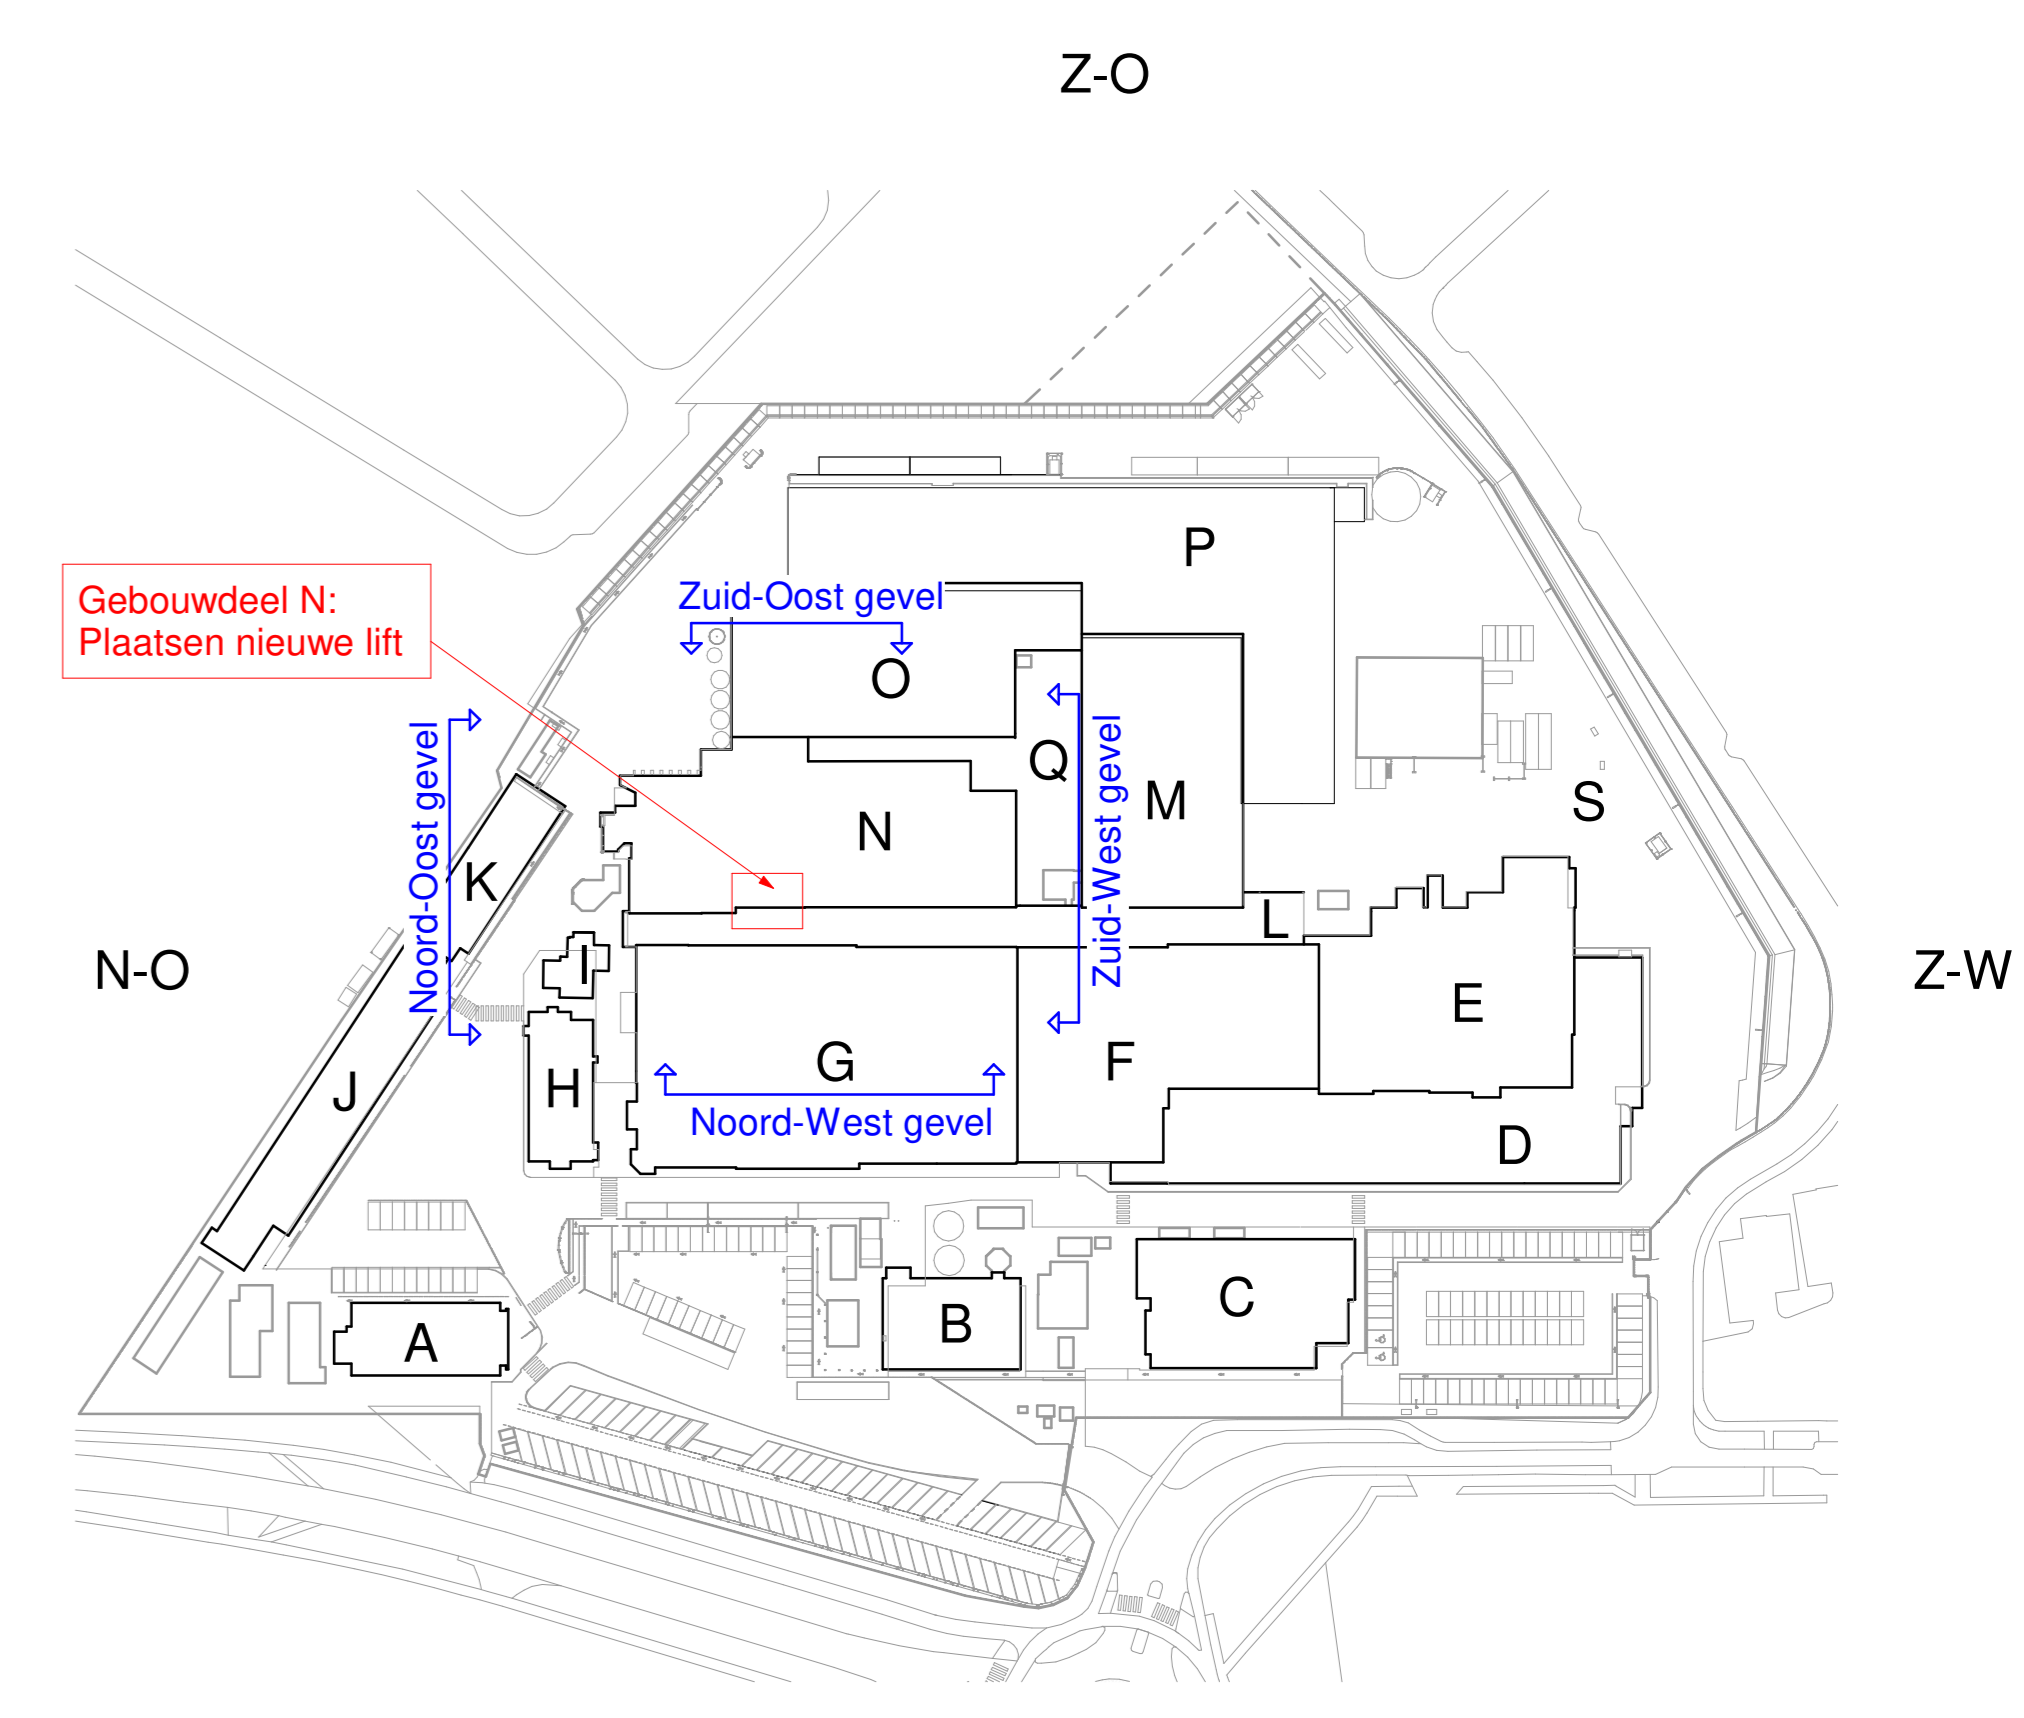 Z-O
P
Gebouwdeel N:
Plaatsen nieuwe lift
Zuid-Oost gevel
O
Q
M
S
N
K
Noord-Oost gevel
Zuid-West gevel
L
I
N-O
Z-W
E
G
F
J
H
Noord-West gevel
D
C
B
A